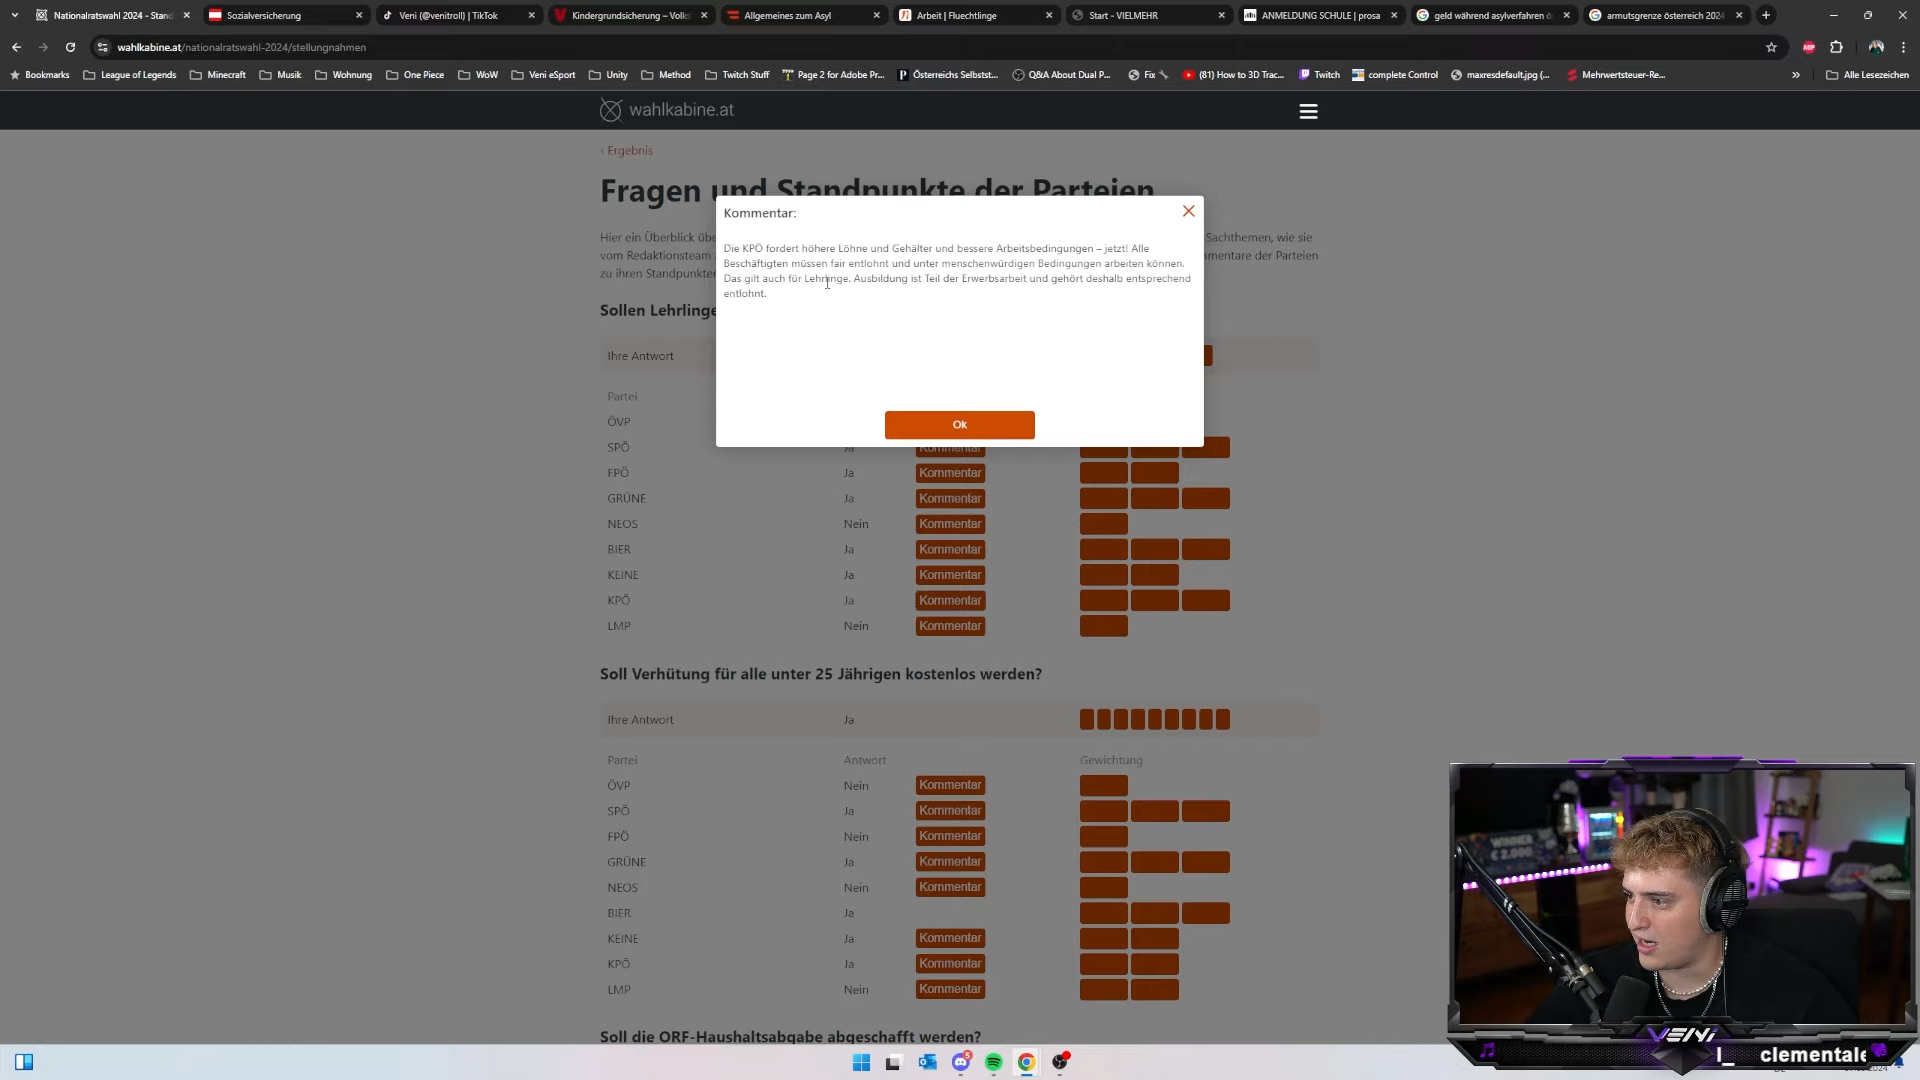 Nationalratswahl 2024 - Stand
Sozialversicherung
Veni (@venitroll) | TikTok
Kindergrundsicherung – Volks
Allgemeines zum Asyl
Arbeit | Fluechtlinge
Start - VIELMEHR
ANMELDUNG SCHULE | prosa
geld während asylverfahren ö
armutsgrenze österreich 2024
wahlkabine.at/nationalratswahl-2024/stellungnahmen
Bookmarks
League of Legends
Minecraft
Musik
Wohnung
One Piece
WoW
Veni eSport
Unity
Method
Twitch Stuff
Page 2 for Adobe Pr...
Österreichs Selbstst...
Q&A About Dual P...
Fix
(81) How to 3D Trac...
Twitch
complete Control
maxresdefault.jpg (...
Mehrwertsteuer-Re...
»
Alle Lesezeichen
wahlkabine.at
‹ Ergebnis
Fragen und Standpunkte der Parteien
Hier ein Überblick übe
Sachthemen, wie sie
vom Redaktionsteam
mmentare der Parteien
zu ihren Standpunkten
Kommentar:
Die KPÖ fordert höhere Löhne und Gehälter und bessere Arbeitsbedingungen – jetzt! Alle
Beschäftigten müssen fair entlohnt und unter menschenwürdigen Bedingungen arbeiten können.
Das gilt auch für Lehrlinge. Ausbildung ist Teil der Erwerbsarbeit und gehört deshalb entsprechend
entlohnt.
Ok
Sollen Lehrlinge
Ihre Antwort
Partei
ÖVP
SPÖ Ja Kommentar
FPÖ Ja Kommentar
GRÜNE Ja Kommentar
NEOS Nein Kommentar
BIER Ja Kommentar
KEINE Ja Kommentar
KPÖ Ja Kommentar
LMP Nein Kommentar
Soll Verhütung für alle unter 25 Jährigen kostenlos werden?
Ihre Antwort Ja
Partei Antwort Gewichtung
ÖVP Nein Kommentar
SPÖ Ja Kommentar
FPÖ Nein Kommentar
GRÜNE Ja Kommentar
NEOS Nein Kommentar
BIER Ja
KEINE Ja Kommentar
KPÖ Ja Kommentar
LMP Nein Kommentar
Soll die ORF-Haushaltsabgabe abgeschafft werden?
WINNER
€ 2.000
VENI
l_ clementale